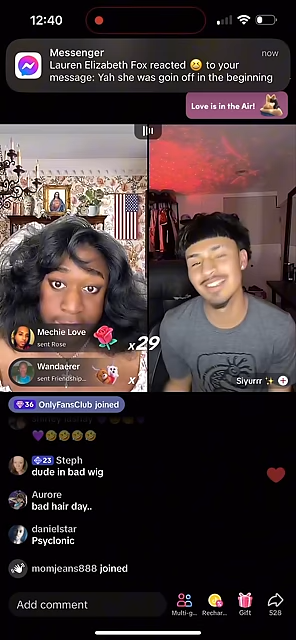 12:40
Messenger
now
Lauren Elizabeth Fox reacted 😆 to your
message: Yah she was goin off in the beginning
Love is in the Air!
Mechie Love
sent Rose
x29
Wandaerer
sent Friendship...
x
Siyurrr ✨
36 OnlyFansClub joined
💜🤣🤣🤣🤣
23 Steph
dude in bad wig
Aurore
bad hair day..
danielstar
Psyclonic
momjeans888 joined
Add comment
Multi-g...
Rechar...
Gift
528